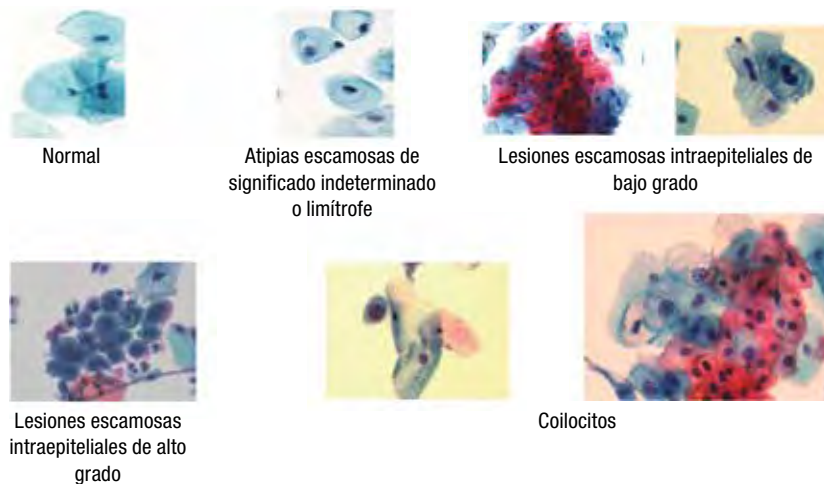 Normal
Atipias escamosas de
significado indeterminado
o limítrofe
Lesiones escamosas intraepiteliales de
bajo grado
Lesiones escamosas
intraepiteliales de alto
grado
Coilocitos